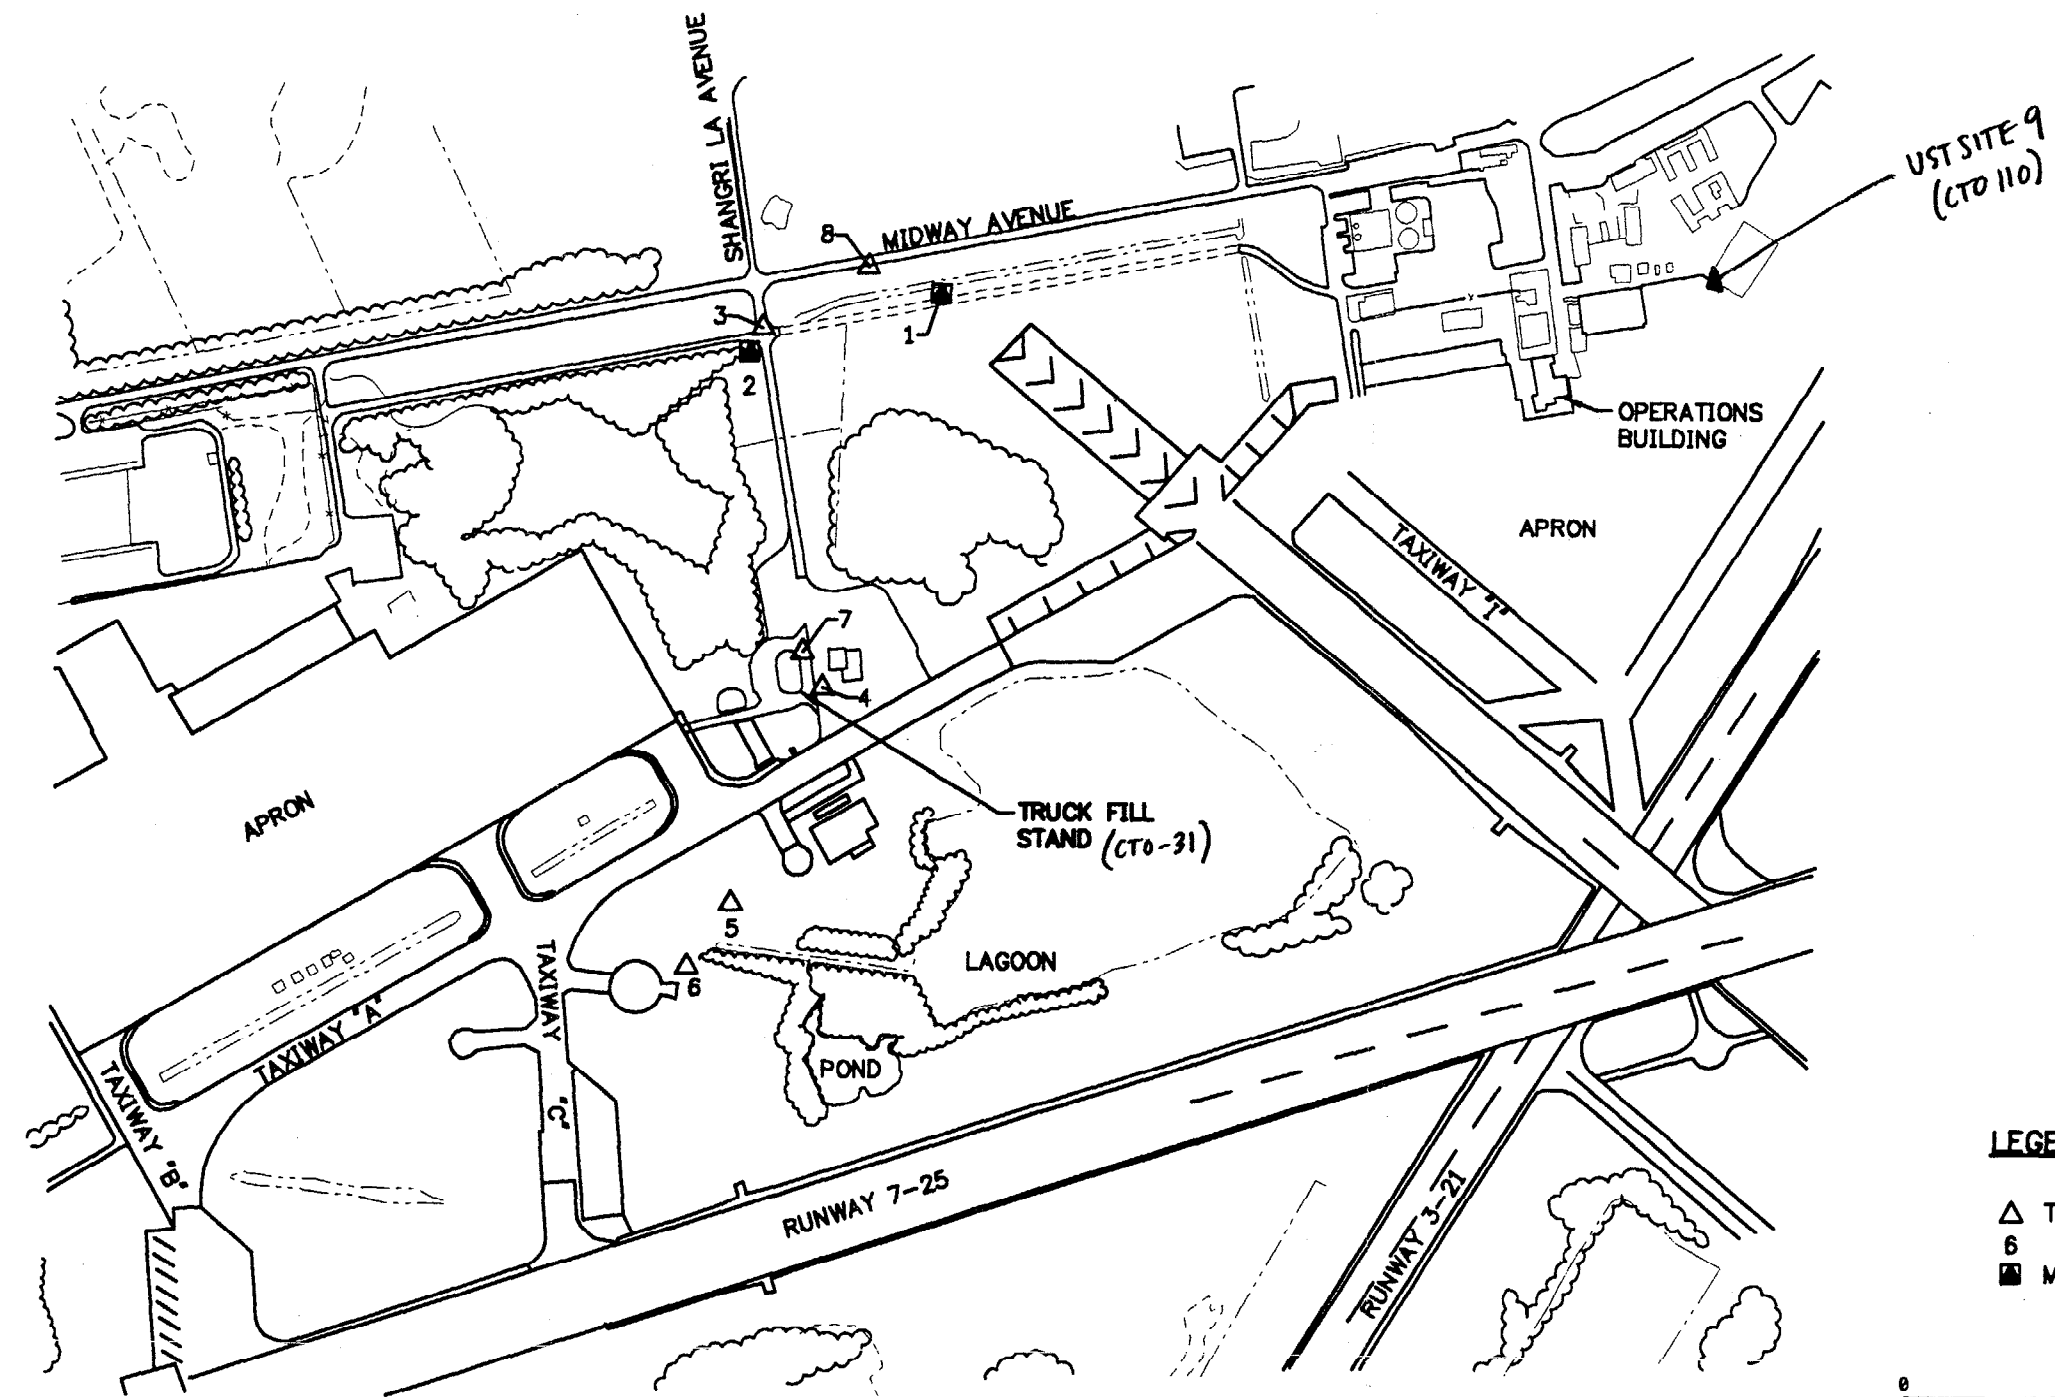 SHANGRI LA AVENUE
UST SITE 9
(CTO 110)
8
MIDWAY AVENUE
3
1
2
OPERATIONS
BUILDING
APRON
TAXIWAY "I"
7
4
APRON
TRUCK FILL
STAND (CTO-31)
5
6
LAGOON
TAXIWAY "A"
TAXIWAY "C"
TAXIWAY "B"
POND
RUNWAY 7-25
RUNWAY 3-21
LEGE
T
6
M
0